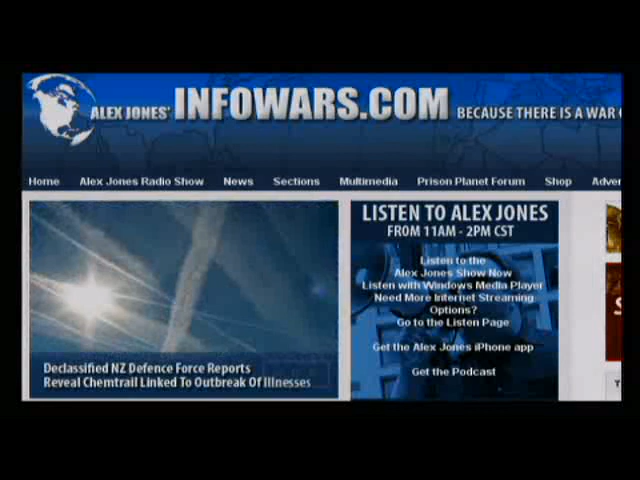 ALEX JONES' INFOWARS.COM BECAUSE THERE IS A WAR
Home Alex Jones Radio Show News Sections Multimedia Prison Planet Forum Shop Adver
LISTEN TO ALEX JONES
FROM 11AM - 2PM CST
Listen to the
Alex Jones Show Now
Listen with Windows Media Player
Need More Internet Streaming
Options?
Go to the Listen Page
Get the Alex Jones iPhone app
Get the Podcast
Declassified NZ Defence Force Reports
Reveal Chemtrail Linked To Outbreak Of Illnesses